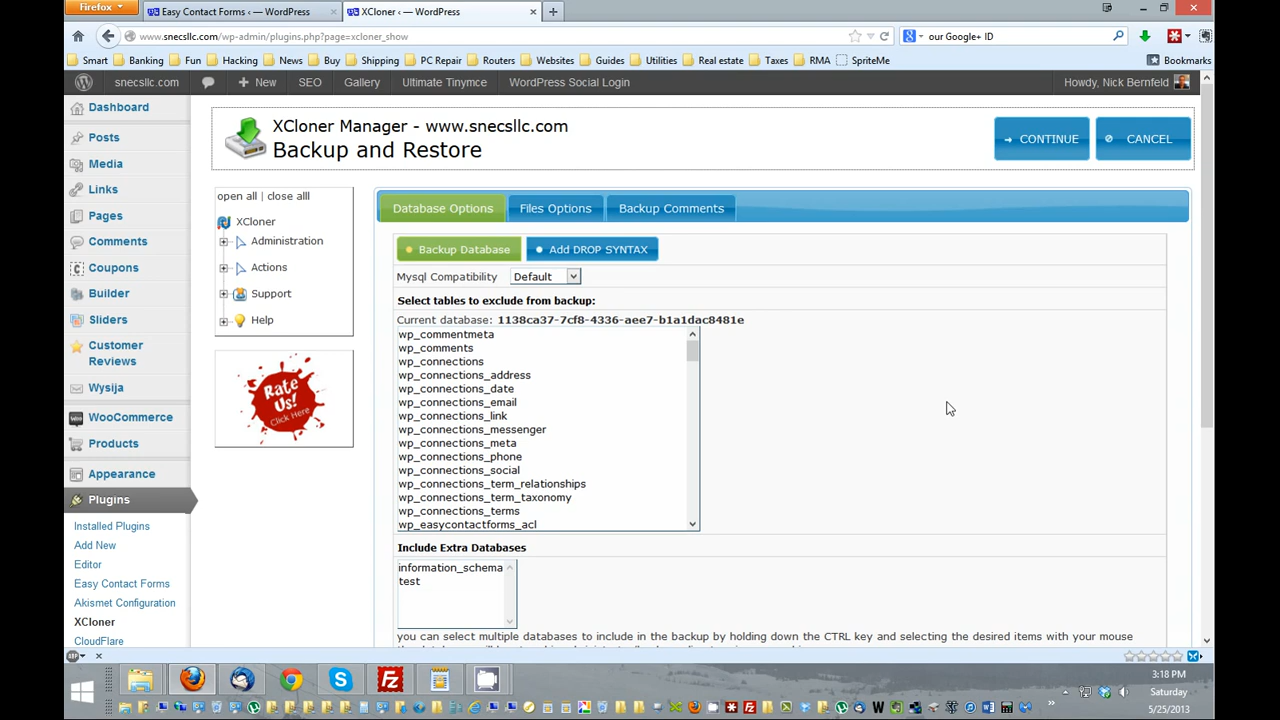 Firefox
Easy Contact Forms ‹ — WordPress
XCloner ‹ — WordPress
www.snecsllc.com/wp-admin/plugins.php?page=xcloner_show
our Google+ ID
Smart
Banking
Fun
Hacking
News
Buy
Shipping
PC Repair
Routers
Websites
Guides
Utilities
Real estate
Taxes
RMA
SpriteMe
Bookmarks
snecsllc.com
New
SEO
Gallery
Ultimate Tinymce
WordPress Social Login
Howdy, Nick Bernfeld
Dashboard
Posts
Media
Links
Pages
Comments
Coupons
Builder
Sliders
Customer
Reviews
Wysija
WooCommerce
Products
Appearance
Plugins
Installed Plugins
Add New
Editor
Easy Contact Forms
Akismet Configuration
XCloner
CloudFlare
XCloner Manager - www.snecsllc.com
Backup and Restore
CONTINUE
CANCEL
open all | close alll
XCloner
Administration
Actions
Support
Help
Rate
Us!
Click Here
Database Options
Files Options
Backup Comments
Backup Database
Add DROP SYNTAX
Mysql Compatibility
Default
Select tables to exclude from backup:
Current database: 1138ca37-7cf8-4336-aee7-b1a1dac8481e
wp_commentmeta
wp_comments
wp_connections
wp_connections_address
wp_connections_date
wp_connections_email
wp_connections_link
wp_connections_messenger
wp_connections_meta
wp_connections_phone
wp_connections_social
wp_connections_term_relationships
wp_connections_term_taxonomy
wp_connections_terms
wp_easycontactforms_acl
Include Extra Databases
information_schema
test
you can select multiple databases to include in the backup by holding down the CTRL key and selecting the desired items with your mouse
3:18 PM
Saturday
5/25/2013